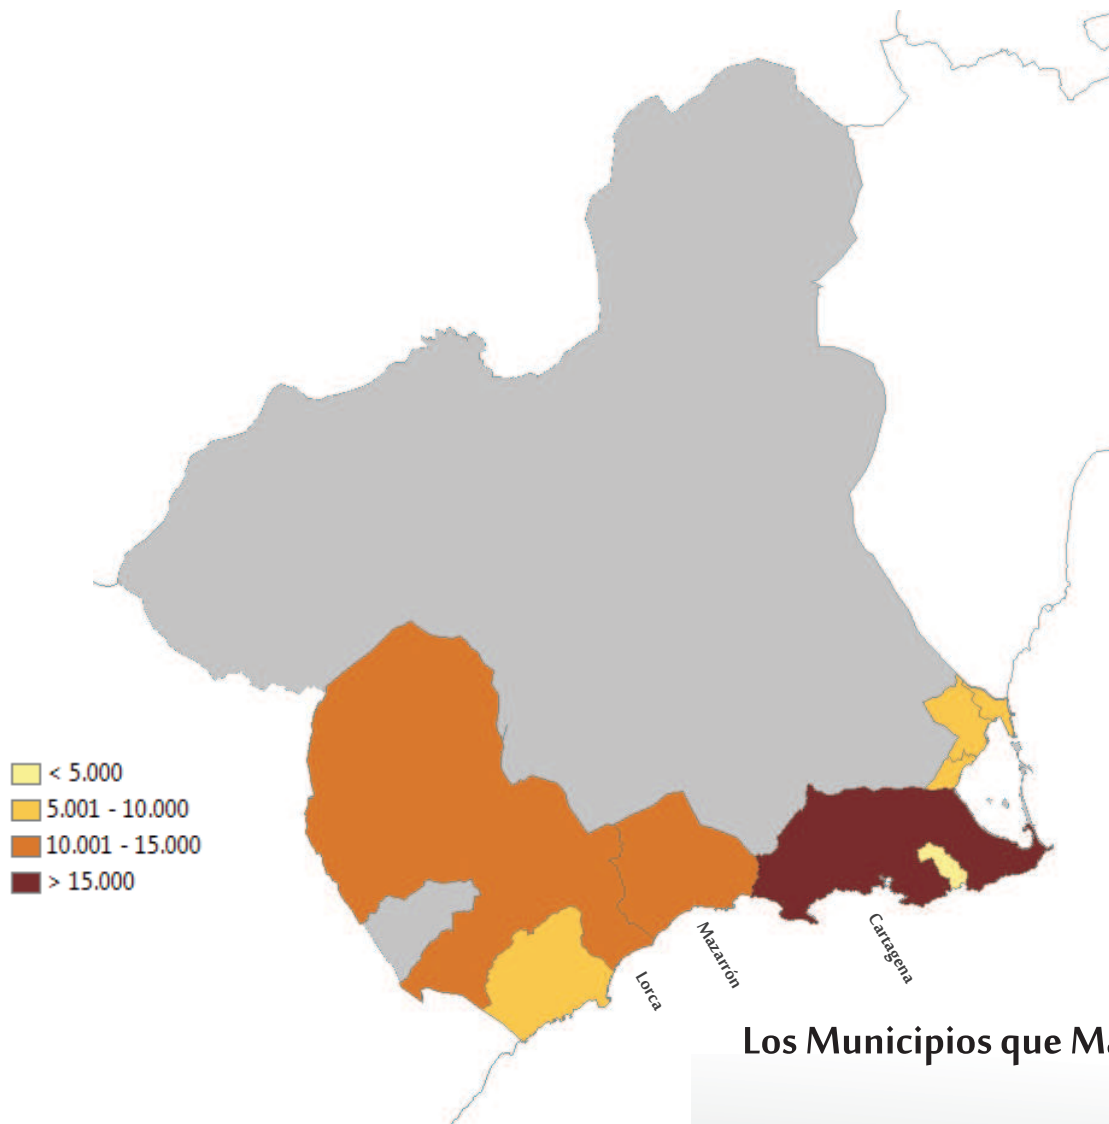 < 5.000
5.001 - 10.000
10.001 - 15.000
> 15.000
Cartagena
Mazarrón
Lorca
Los Municipios que